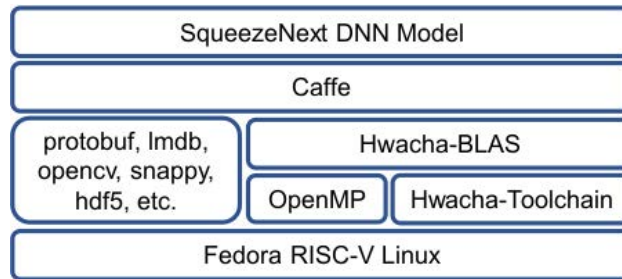 SqueezeNext DNN Model
Caffe
protobuf, lmdb,
opencv, snappy,
hdf5, etc.
Hwacha-BLAS
OpenMP
Hwacha-Toolchain
Fedora RISC-V Linux